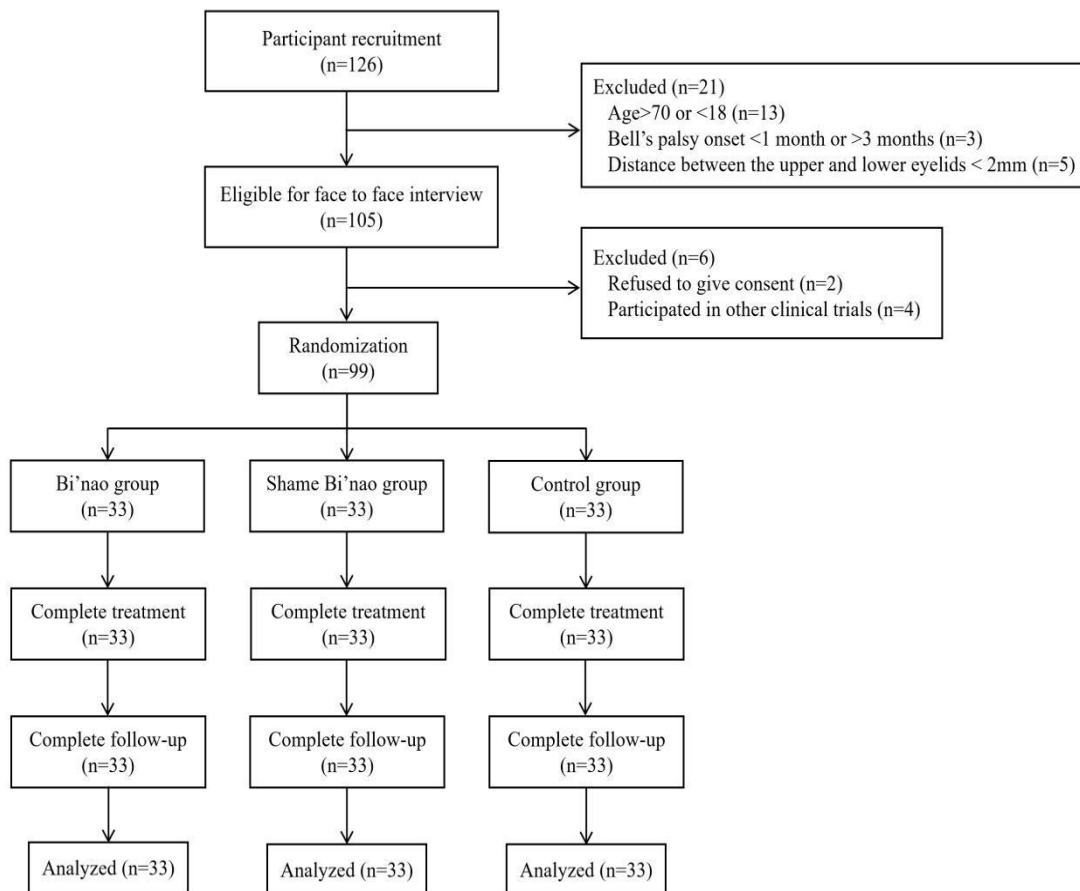 Participant recruitment
(n=126)
Excluded (n=21)
Age>70 or <18 (n=13)
Bell’s palsy onset <1 month or >3 months (n=3)
Distance between the upper and lower eyelids < 2mm (n=5)
Eligible for face to face interview
(n=105)
Excluded (n=6)
Refused to give consent (n=2)
Participated in other clinical trials (n=4)
Randomization
(n=99)
Bi’nao group
(n=33)
Shame Bi’nao group
(n=33)
Control group
(n=33)
Complete treatment
(n=33)
Complete treatment
(n=33)
Complete treatment
(n=33)
Complete follow-up
(n=33)
Complete follow-up
(n=33)
Complete follow-up
(n=33)
Analyzed (n=33)
Analyzed (n=33)
Analyzed (n=33)